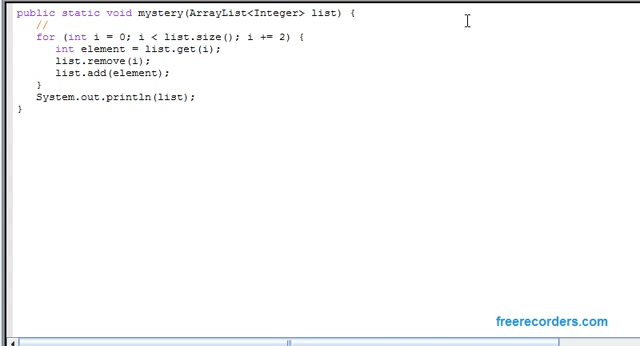 public static void mystery(ArrayList<Integer> list) {
//
for (int i = 0; i < list.size(); i += 2) {
int element = list.get(i);
list.remove(i);
list.add(element);
}
System.out.println(list);
}
freerecorders.com